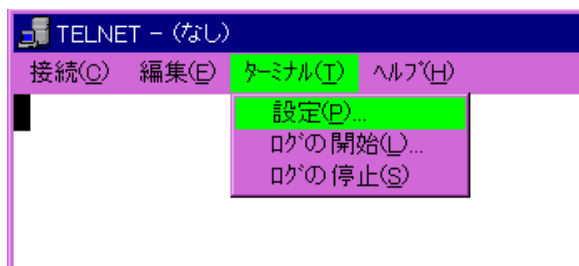 TELNET - (なし)
接続(C) 編集(E) ﾀｰﾐﾅﾙ(T) ﾍﾙﾌﾟ(H)
設定(P)...
ﾛｸﾞの開始(L)...
ﾛｸﾞの停止(S)